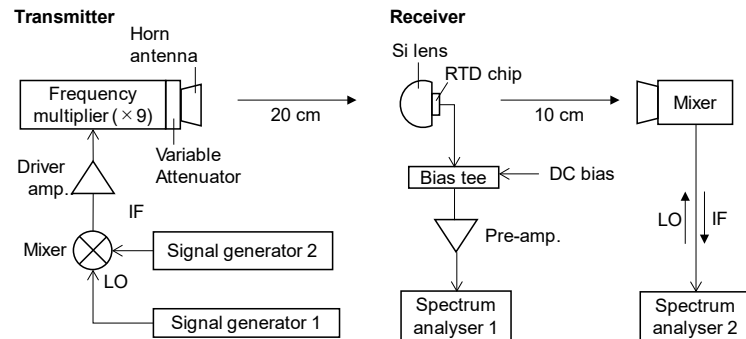 Transmitter
Receiver
Horn
antenna
Si lens
RTD chip
Frequency
multiplier (×9)
20 cm
10 cm
Mixer
Variable
Attenuator
Driver
amp.
Bias tee
DC bias
IF
LO
IF
Mixer
Signal generator 2
Pre-amp.
LO
Signal generator 1
Spectrum
analyser 1
Spectrum
analyser 2